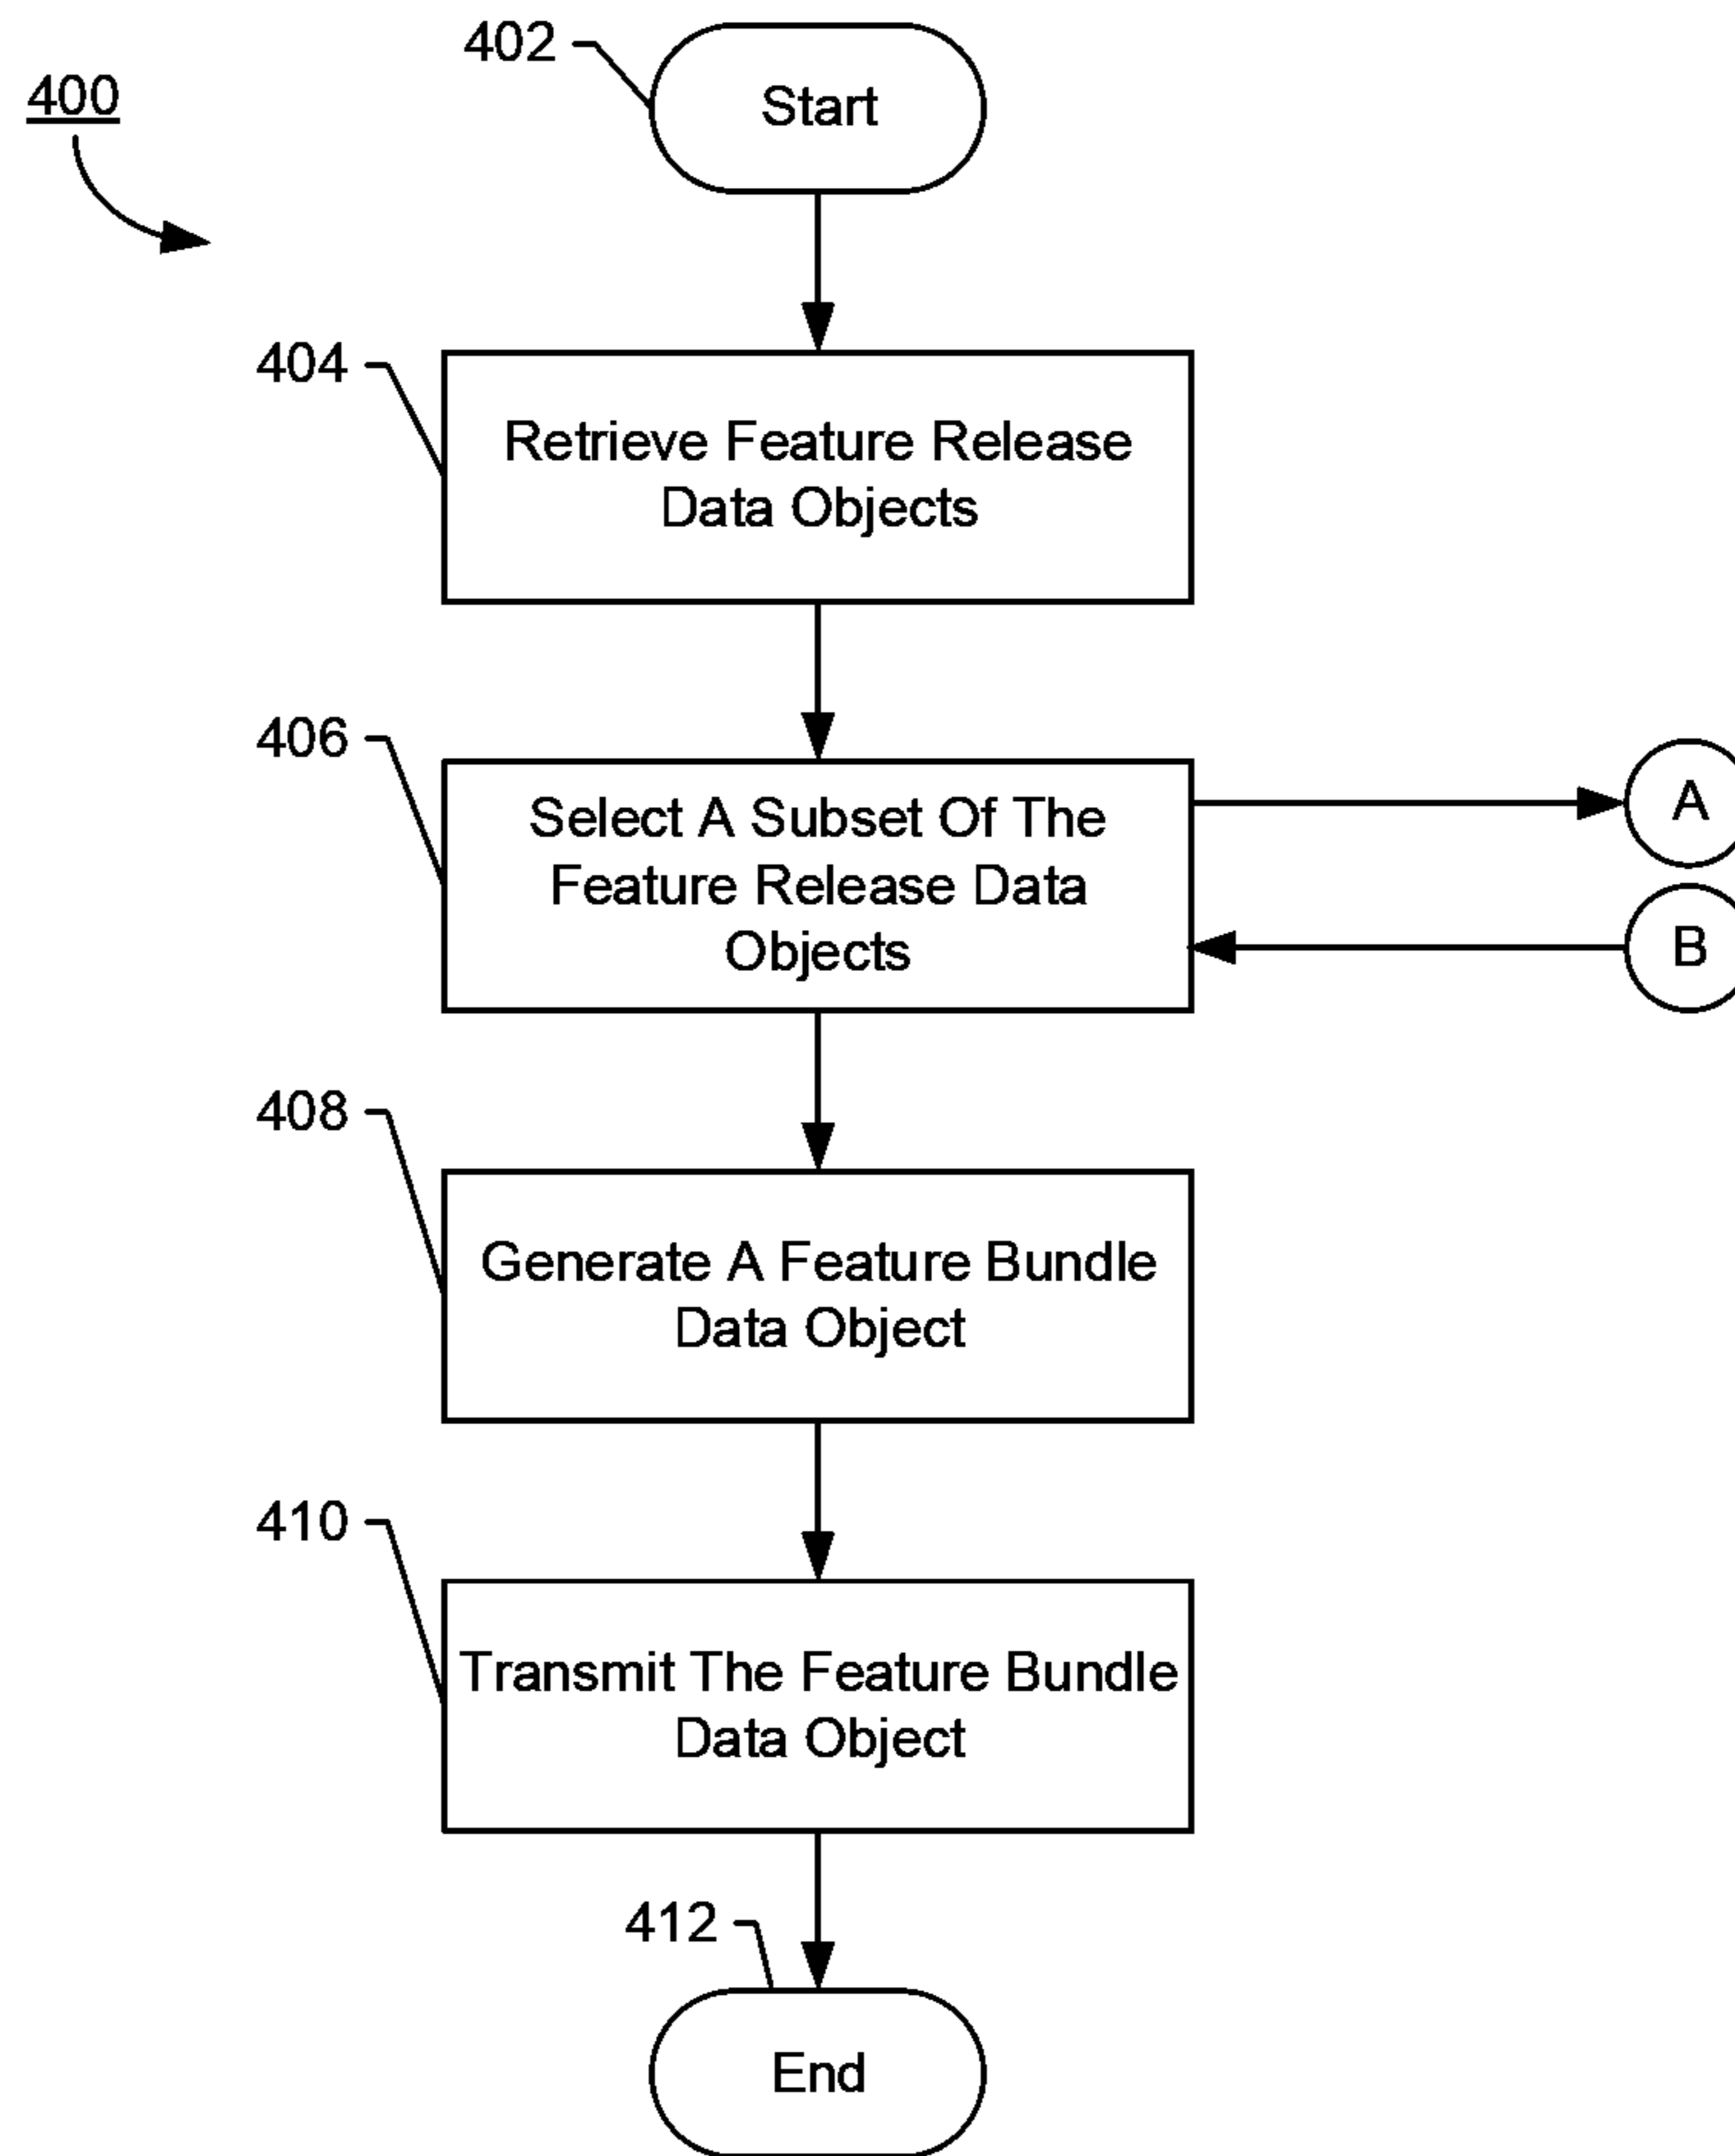 402
Start
400
404
Retrieve Feature Release
Data Objects
406
Select A Subset Of The
Feature Release Data
Objects
A
B
408
Generate A Feature Bundle
Data Object
410
Transmit The Feature Bundle
Data Object
412
End